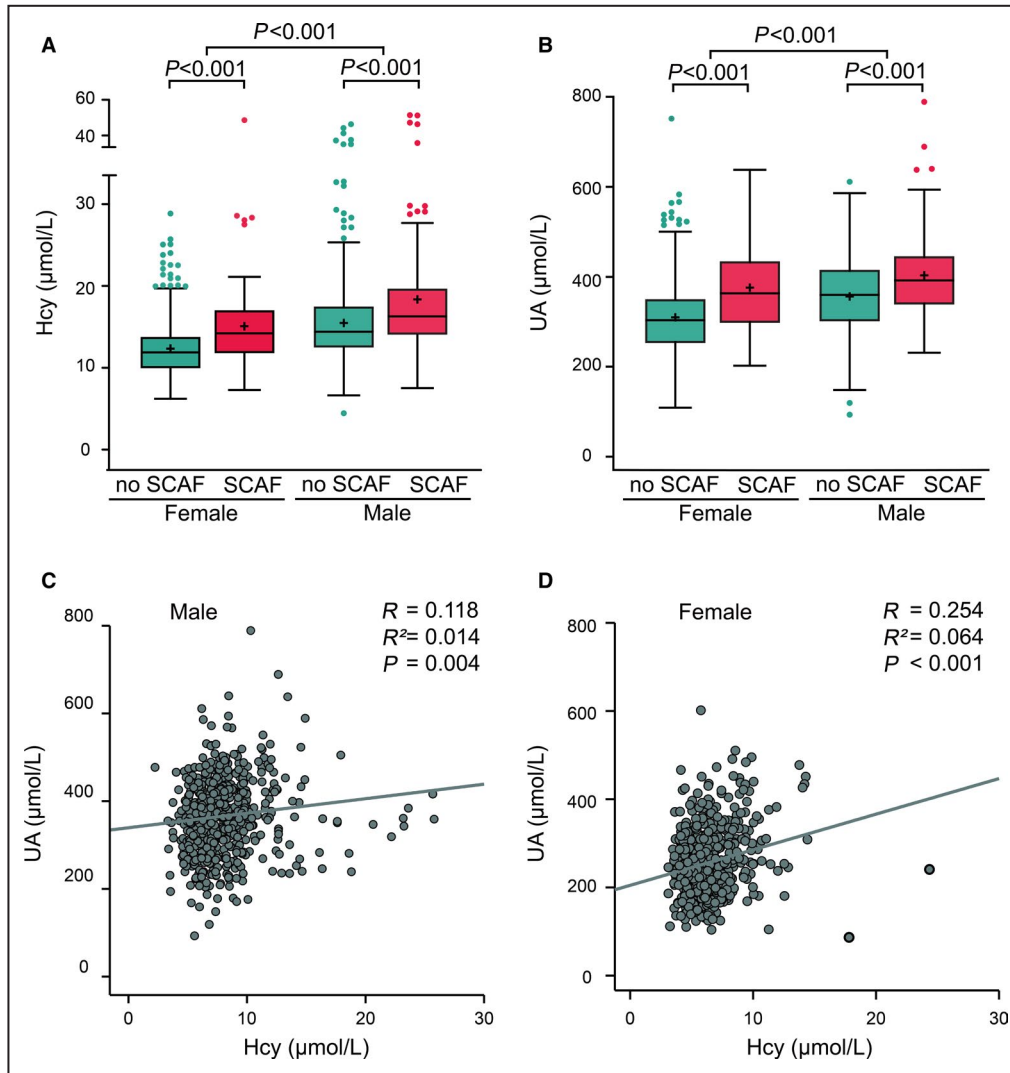 A
P<0.001
P<0.001
P<0.001
60
40
30
20
10
0
Hcy (µmol/L)
no SCAF SCAF no SCAF SCAF
Female Male
B
P<0.001
P<0.001
P<0.001
800
600
400
200
0
UA (µmol/L)
no SCAF SCAF no SCAF SCAF
Female Male
C
Male
R = 0.118
R²= 0.014
P = 0.004
800
600
400
200
0
UA (µmol/L)
0 10 20 30
Hcy (µmol/L)
D
Female
R = 0.254
R²= 0.064
P < 0.001
800
600
400
200
0
UA (µmol/L)
0 10 20 30
Hcy (µmol/L)